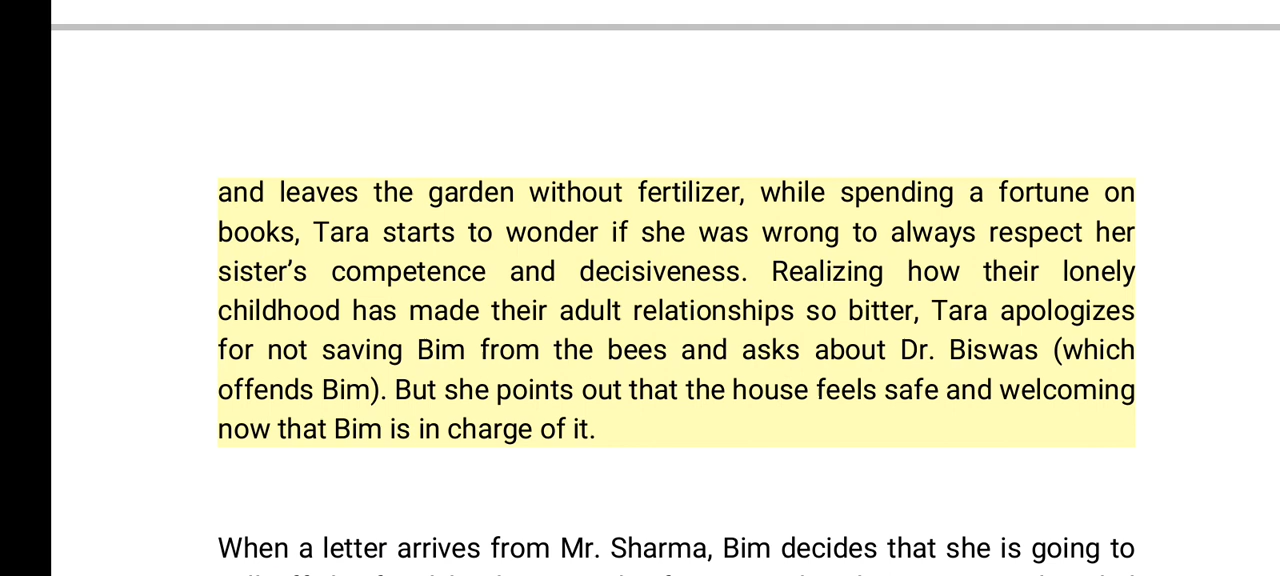 and leaves the garden without fertilizer, while spending a fortune on
books, Tara starts to wonder if she was wrong to always respect her
sister’s competence and decisiveness. Realizing how their lonely
childhood has made their adult relationships so bitter, Tara apologizes
for not saving Bim from the bees and asks about Dr. Biswas (which
offends Bim). But she points out that the house feels safe and welcoming
now that Bim is in charge of it.
When a letter arrives from Mr. Sharma, Bim decides that she is going to